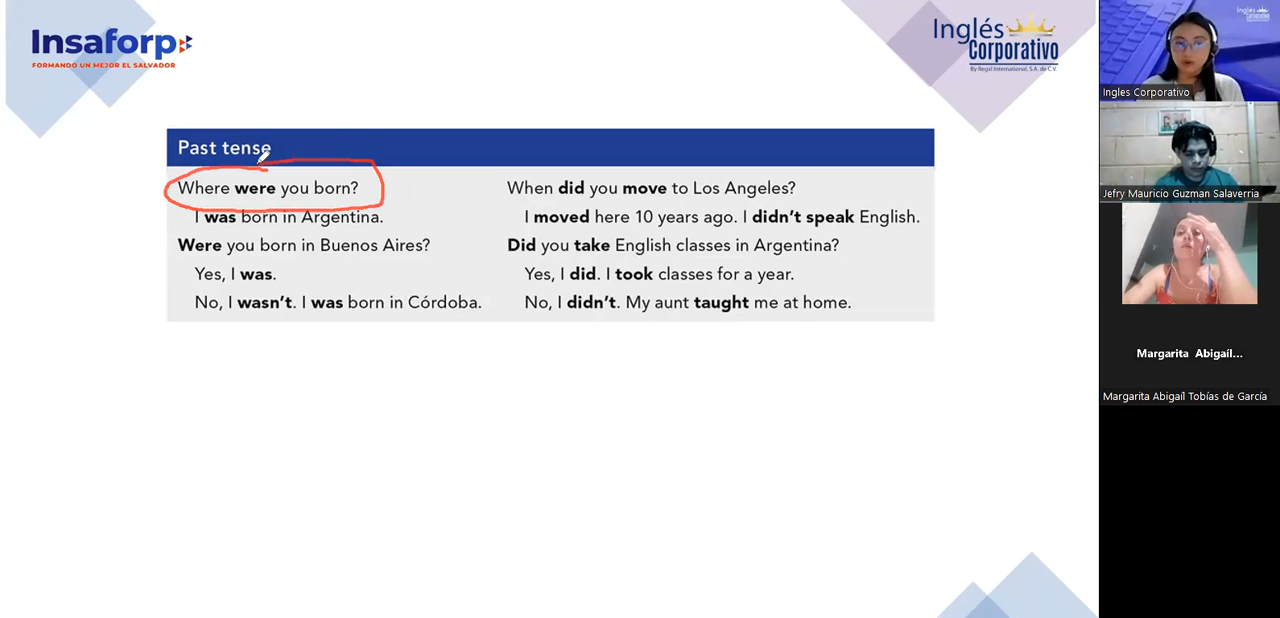 Insaforp
FORMANDO UN MEJOR EL SALVADOR
Inglés
Corporativo
By Regal International, S.A. de C.V.
Past tense
Where were you born?
I was born in Argentina.
Were you born in Buenos Aires?
Yes, I was.
No, I wasn't. I was born in Córdoba.
When did you move to Los Angeles?
I moved here 10 years ago. I didn't speak English.
Did you take English classes in Argentina?
Yes, I did. I took classes for a year.
No, I didn't. My aunt taught me at home.
Inglés
Corporativo
Ingles Corporativo
Jefry Mauricio Guzman Salaverria
Margarita Abigaíl...
Margarita Abigaíl Tobías de García